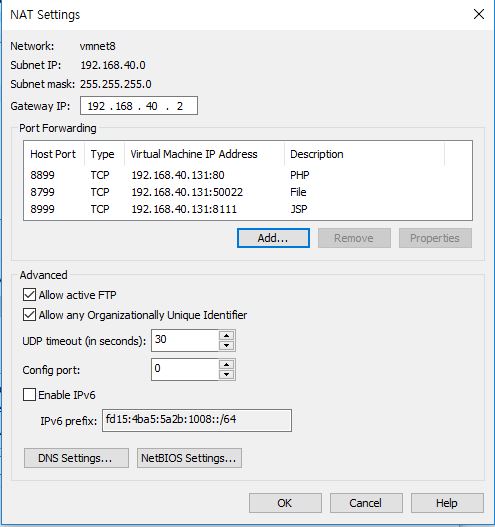 NAT Settings
Network: vmnet8
Subnet IP: 192.168.40.0
Subnet mask: 255.255.255.0
Gateway IP: 192 . 168 . 40 . 2
Port Forwarding
Host Port Type Virtual Machine IP Address Description
8899 TCP 192.168.40.131:80 PHP
8799 TCP 192.168.40.131:50022 File
8999 TCP 192.168.40.131:8111 JSP
Add... Remove Properties
Advanced
Allow active FTP
Allow any Organizationally Unique Identifier
UDP timeout (in seconds): 30
Config port: 0
Enable IPv6
IPv6 prefix: fd15:4ba5:5a2b:1008::/64
DNS Settings... NetBIOS Settings...
OK Cancel Help